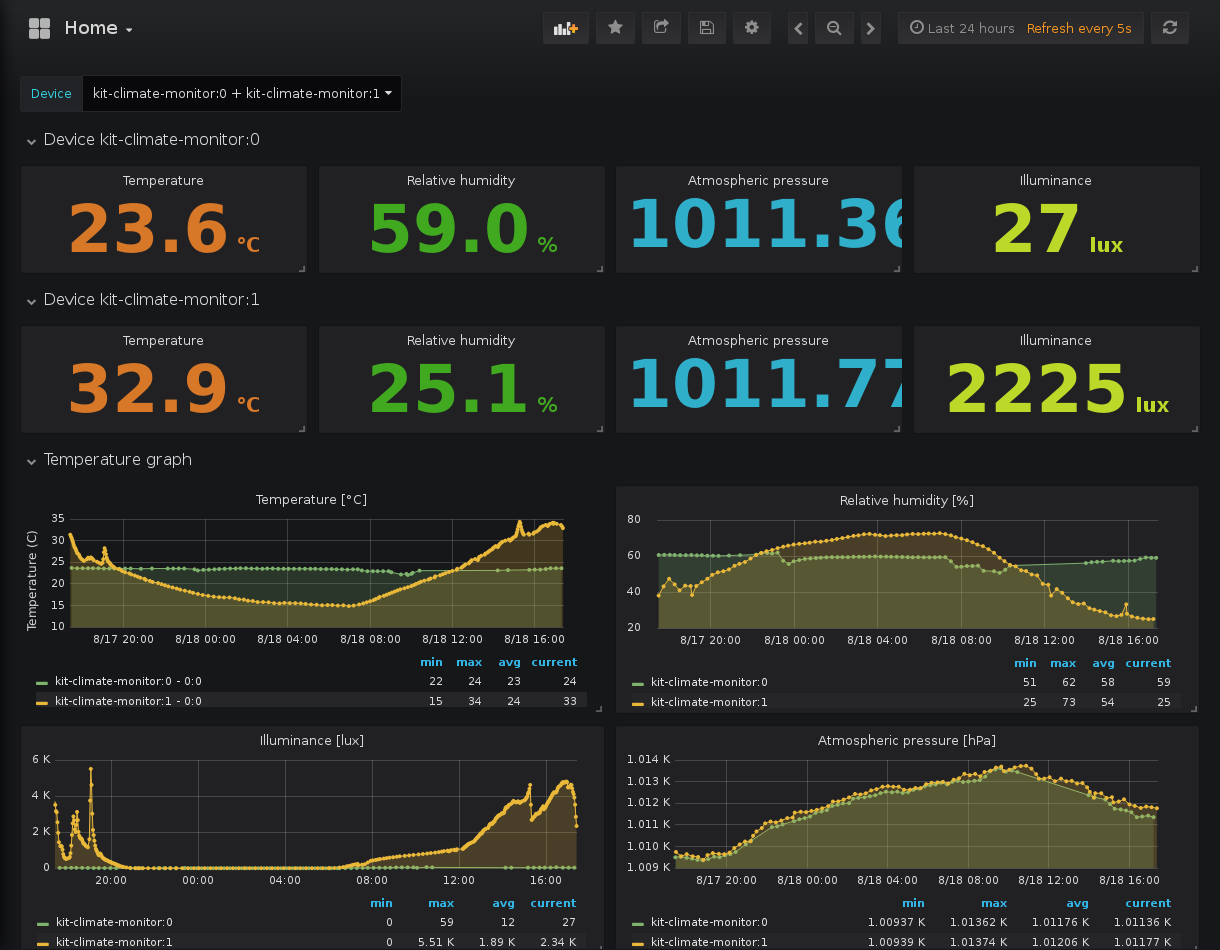 Home
Last 24 hours Refresh every 5s
Device kit-climate-monitor:0 + kit-climate-monitor:1
Device kit-climate-monitor:0
Temperature Relative humidity Atmospheric pressure Illuminance
23.6 °C 59.0 % 1011.36 27 lux
Device kit-climate-monitor:1
Temperature Relative humidity Atmospheric pressure Illuminance
32.9 °C 25.1 % 1011.77 2225 lux
Temperature graph
Temperature [°C]
Temperature (C)
35
30
25
20
15
10
8/17 20:00 8/18 00:00 8/18 04:00 8/18 08:00 8/18 12:00 8/18 16:00
min max avg current
kit-climate-monitor:0 - 0:0 22 24 23 24
kit-climate-monitor:1 - 0:0 15 34 24 33
Relative humidity [%]
80
60
40
20
8/17 20:00 8/18 00:00 8/18 04:00 8/18 08:00 8/18 12:00 8/18 16:00
min max avg current
kit-climate-monitor:0 51 62 58 59
kit-climate-monitor:1 25 73 54 25
Illuminance [lux]
6 K
4 K
2 K
0
20:00 00:00 04:00 08:00 12:00 16:00
min max avg current
kit-climate-monitor:0 0 59 12 27
kit-climate-monitor:1 0 5.51 K 1.89 K 2.34 K
Atmospheric pressure [hPa]
1.014 K
1.013 K
1.012 K
1.011 K
1.010 K
1.009 K
8/17 20:00 8/18 00:00 8/18 04:00 8/18 08:00 8/18 12:00 8/18 16:00
min max avg current
kit-climate-monitor:0 1.00937 K 1.01362 K 1.01176 K 1.01136 K
kit-climate-monitor:1 1.00939 K 1.01374 K 1.01206 K 1.01177 K